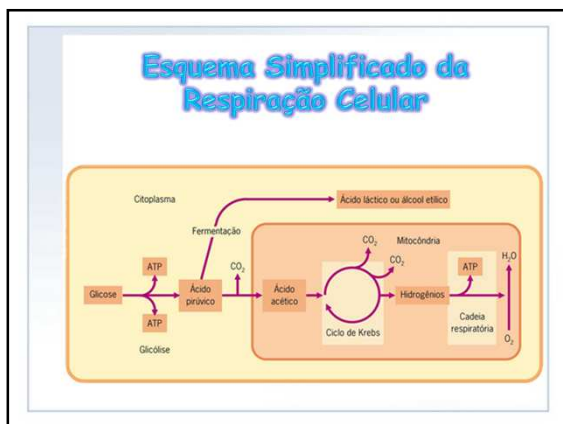 Esquema Simplificado da
Respiração Celular
Citoplasma
Ácido láctico ou álcool etílico
Fermentação
CO2
Mitocôndria
H2O
ATP
CO2
CO2
ATP
Glicose
Ácido
pirúvico
Ácido
acético
Hidrogênios
ATP
Cadeia
respiratória
Ciclo de Krebs
O2
Glicólise